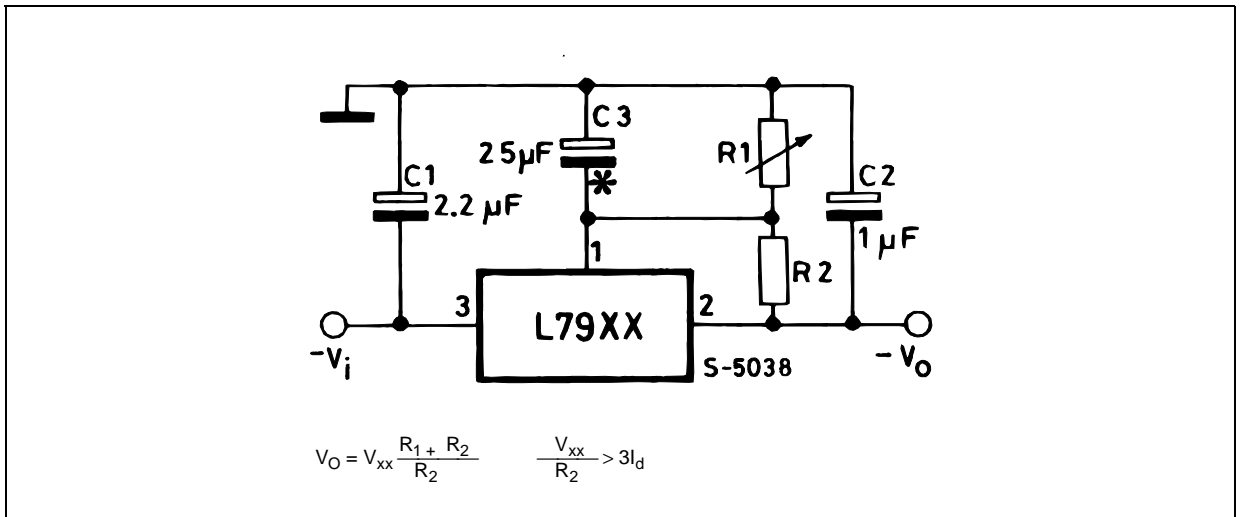 C3
25µF
*
R1
C1
2.2 µF
C2
1 µF
1
R2
3
L79XX
2
-Vi
S-5038
-Vo
VO = Vxx R1 + R2 / R2
Vxx / R2 > 3Id